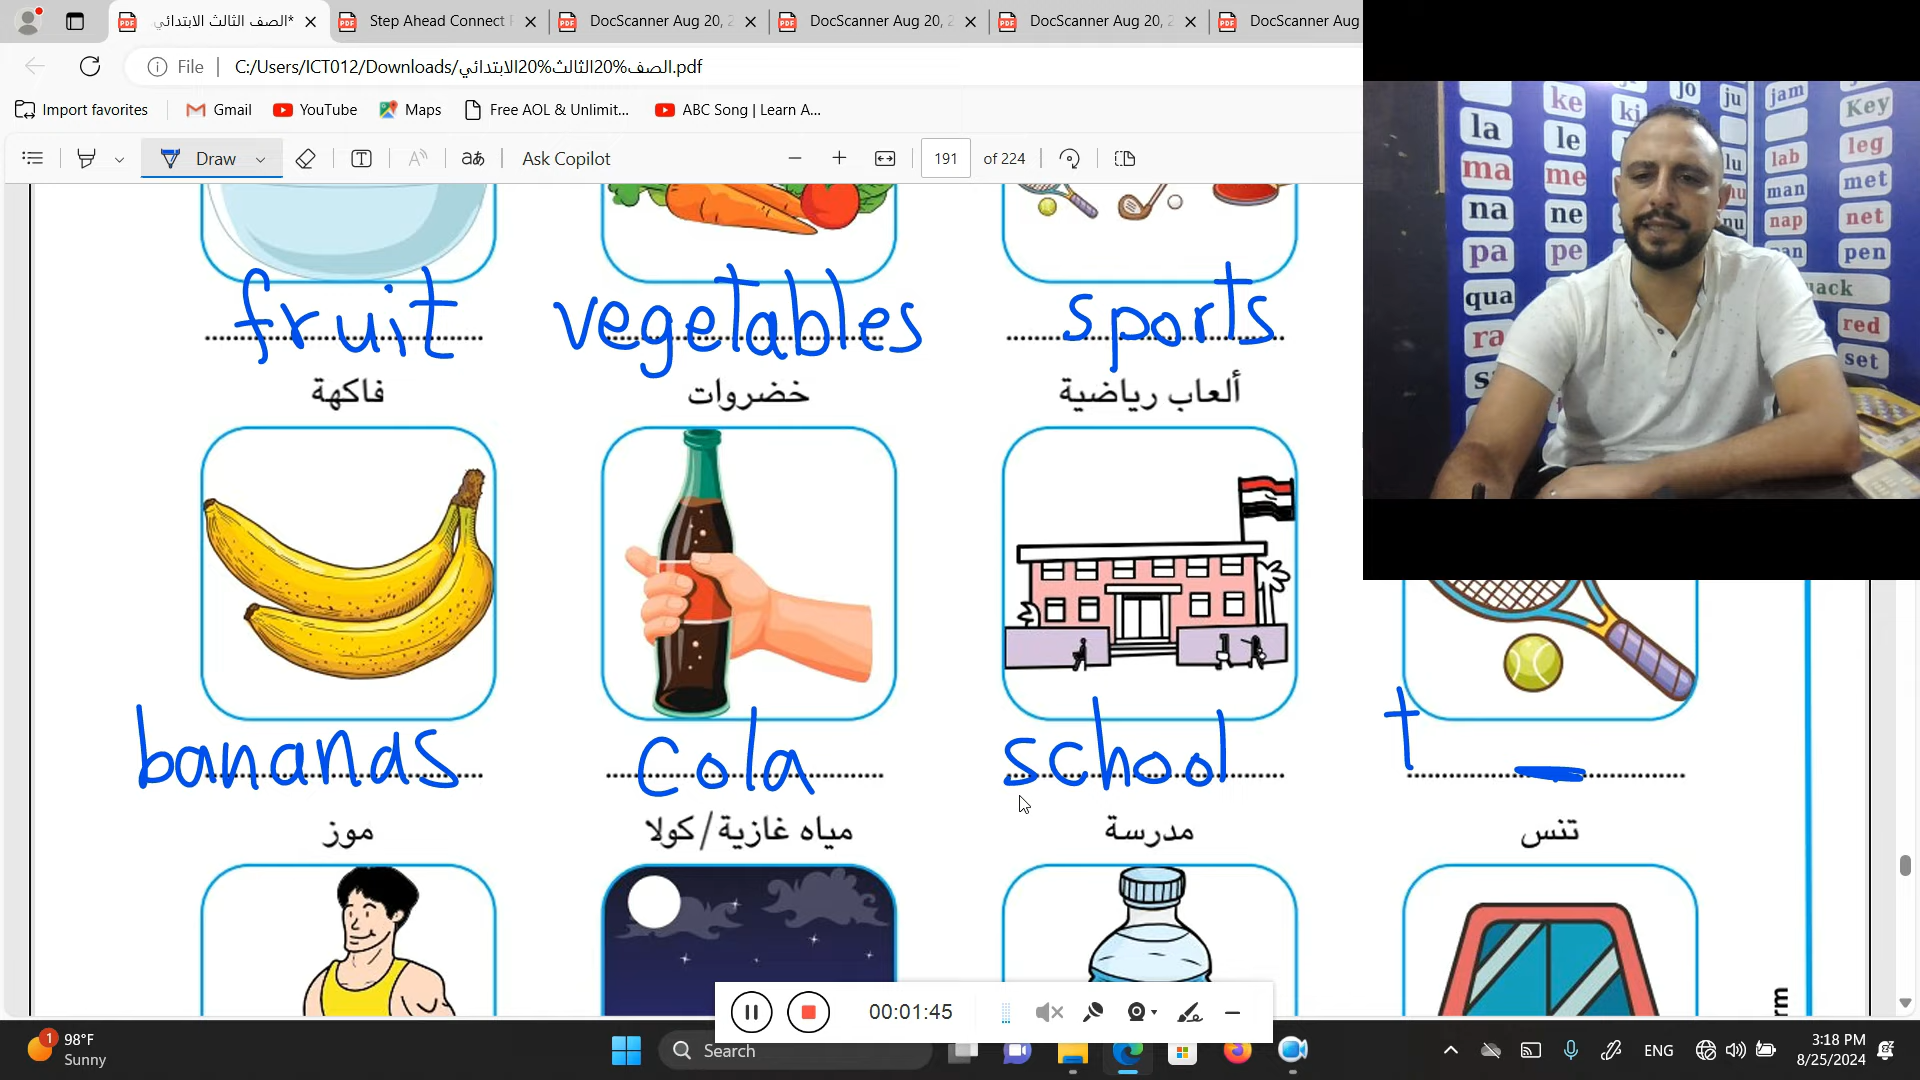 *الصف الثالث الابتدائي
Step Ahead Connect
DocScanner Aug 20, 2
DocScanner Aug 20, 2
DocScanner Aug 20, 2
DocScanner Aug
File
C:/Users/ICT012/Downloads/الصف%20الثالث%20الابتدائي.pdf
Import favorites
Gmail
YouTube
Maps
Free AOL & Unlimit...
ABC Song | Learn A...
Draw
Ask Copilot
191 of 224
fruit
vegetables
sports
فاكهة
خضروات
ألعاب رياضية
bananas
cola
school
t
موز
مياه غازية/كولا
مدرسة
تنس
ke
jo
ju
jam
Key
la
le
ki
lu
lab
leg
ma
me
man
met
na
ne
nu
nap
net
pa
pe
pen
qua
red
ra
set
00:01:45
1
98°F
Sunny
Search
ENG
3:18 PM
8/25/2024